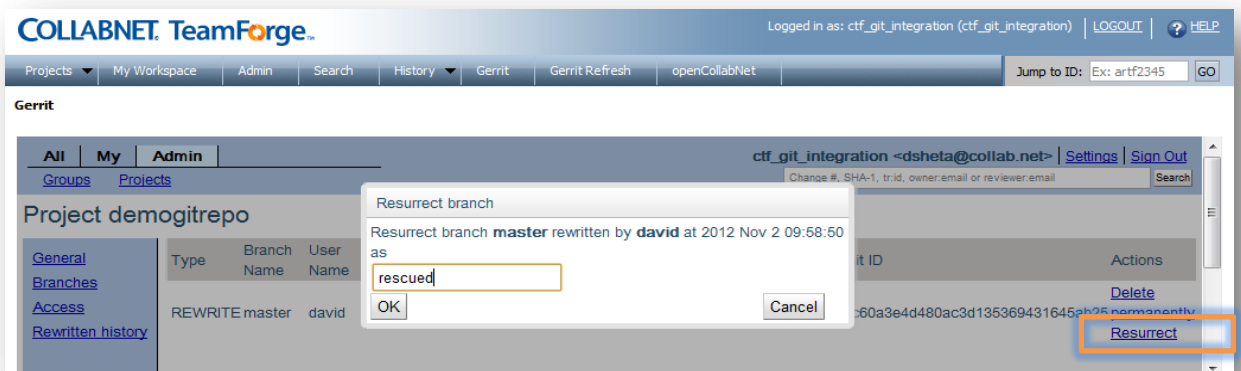 COLLABNET. TeamForge™
Logged in as: ctf_git_integration (ctf_git_integration) | LOGOUT | ? HELP
Projects My Workspace Admin Search History Gerrit Gerrit Refresh openCollabNet Jump to ID: Ex: artf2345 GO
Gerrit
All My Admin
ctf_git_integration <dsheta@collab.net> | Settings | Sign Out
Groups Projects
Change #, SHA-1, tr:id, owner:email or reviewer:email Search
Project demogitrepo
Resurrect branch
Resurrect branch master rewritten by david at 2012 Nov 2 09:58:50 as
rescued
OK Cancel
General
Branches
Access
Rewritten history
Type Branch Name User Name it ID Actions
REWRITE master david c60a3e4d480ac3d135369431645ab25 Delete permanently
Resurrect